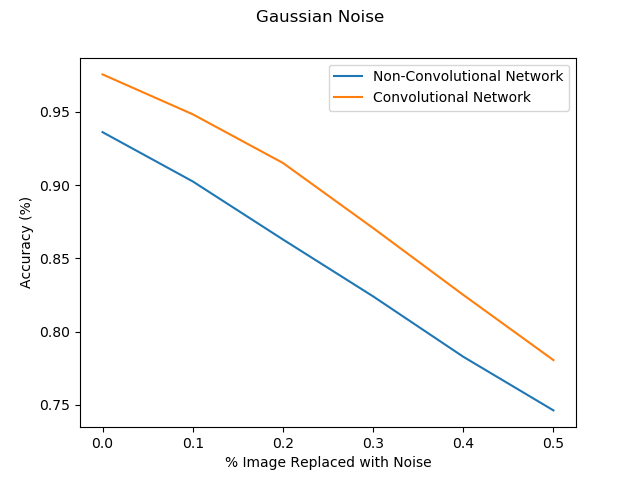 Gaussian Noise
Non-Convolutional Network
Convolutional Network
0.95
0.90
0.85
0.80
0.75
Accuracy (%)
0.0 0.1 0.2 0.3 0.4 0.5
% Image Replaced with Noise